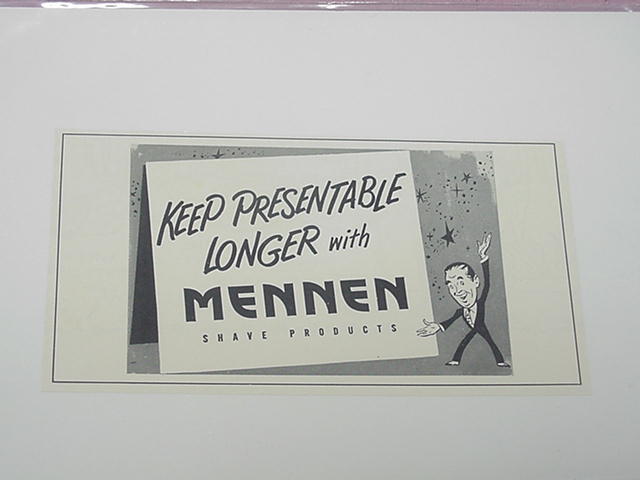 KEEP PRESENTABLE
LONGER with
MENNEN
SHAVE PRODUCTS